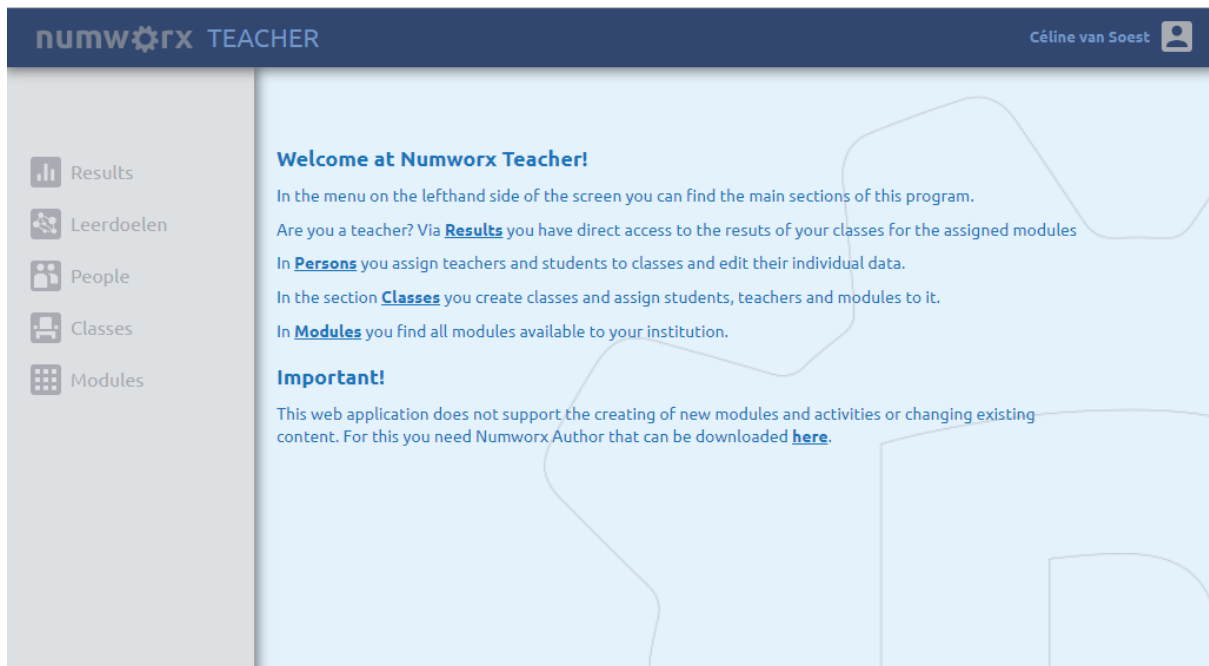 numworx TEACHER
Céline van Soest
Results
Leerdoelen
People
Classes
Modules
Welcome at Numworx Teacher!
In the menu on the lefthand side of the screen you can find the main sections of this program.
Are you a teacher? Via Results you have direct access to the resuts of your classes for the assigned modules
In Persons you assign teachers and students to classes and edit their individual data.
In the section Classes you create classes and assign students, teachers and modules to it.
In Modules you find all modules available to your institution.
Important!
This web application does not support the creating of new modules and activities or changing existing
content. For this you need Numworx Author that can be downloaded here.